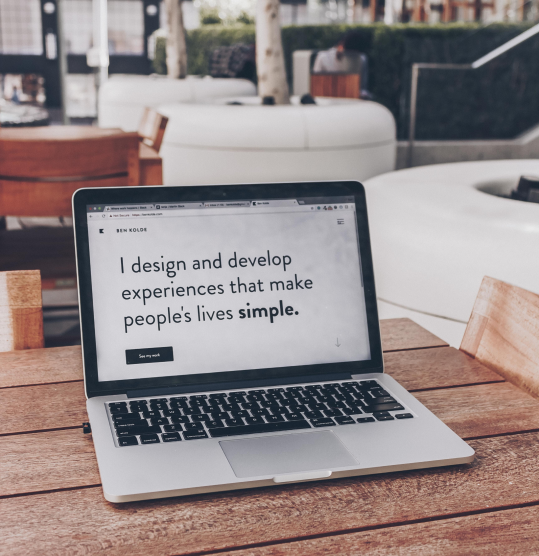 BEN KOLDE
I design and develop
experiences that make
people's lives simple.
See my work